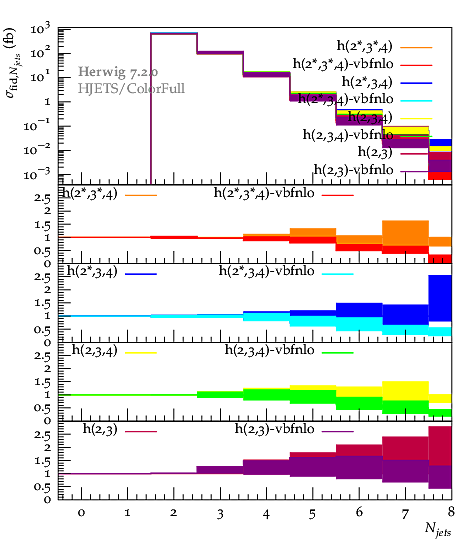 σfid,Njets (fb)
10³
10²
10¹
1
10⁻¹
10⁻²
10⁻³
Herwig 7.2.0
HJETS/ColorFull
h(2*,3*,4)
h(2*,3*,4)-vbfnlo
h(2*,3,4)
h(2*,3,4)-vbfnlo
h(2,3,4)
h(2,3,4)-vbfnlo
h(2,3)
h(2,3)-vbfnlo
h(2*,3*,4) h(2*,3*,4)-vbfnlo
2.5
2
1.5
1
0.5
0
h(2*,3,4) h(2*,3,4)-vbfnlo
2.5
2
1.5
1
0.5
0
h(2,3,4) h(2,3,4)-vbfnlo
2.5
2
1.5
1
0.5
0
h(2,3) h(2,3)-vbfnlo
2.5
2
1.5
1
0.5
0
0 1 2 3 4 5 6 7 8
Njets